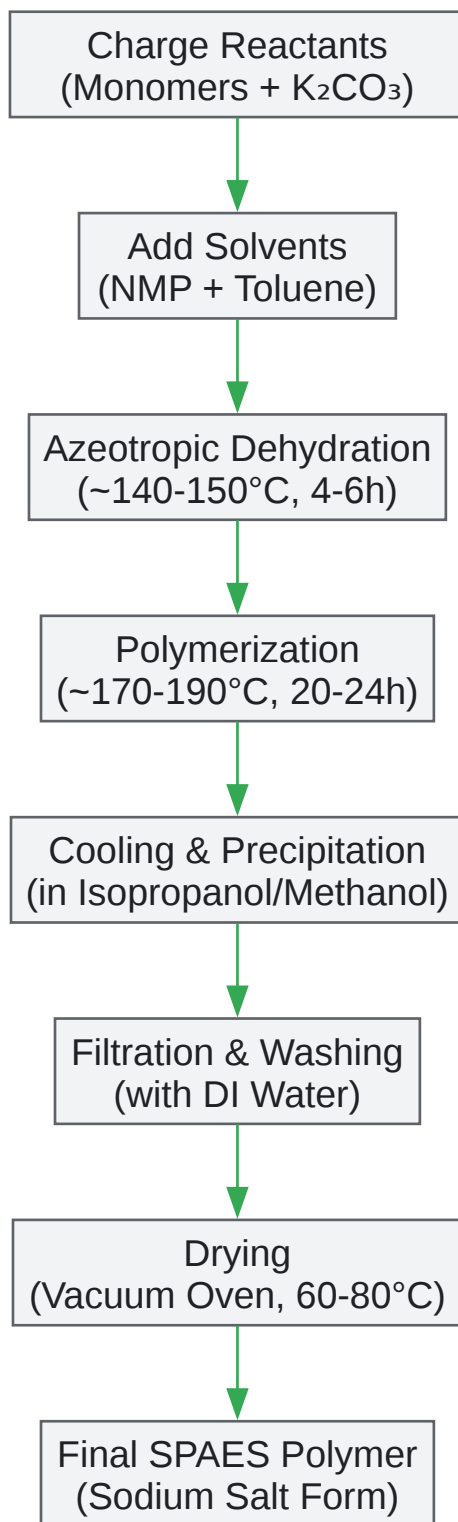 Charge Reactants
(Monomers + K₂CO₃)
Add Solvents
(NMP + Toluene)
Azeotropic Dehydration
(~140-150°C, 4-6h)
Polymerization
(~170-190°C, 20-24h)
Cooling & Precipitation
(in Isopropanol/Methanol)
Filtration & Washing
(with DI Water)
Drying
(Vacuum Oven, 60-80°C)
Final SPAES Polymer
(Sodium Salt Form)